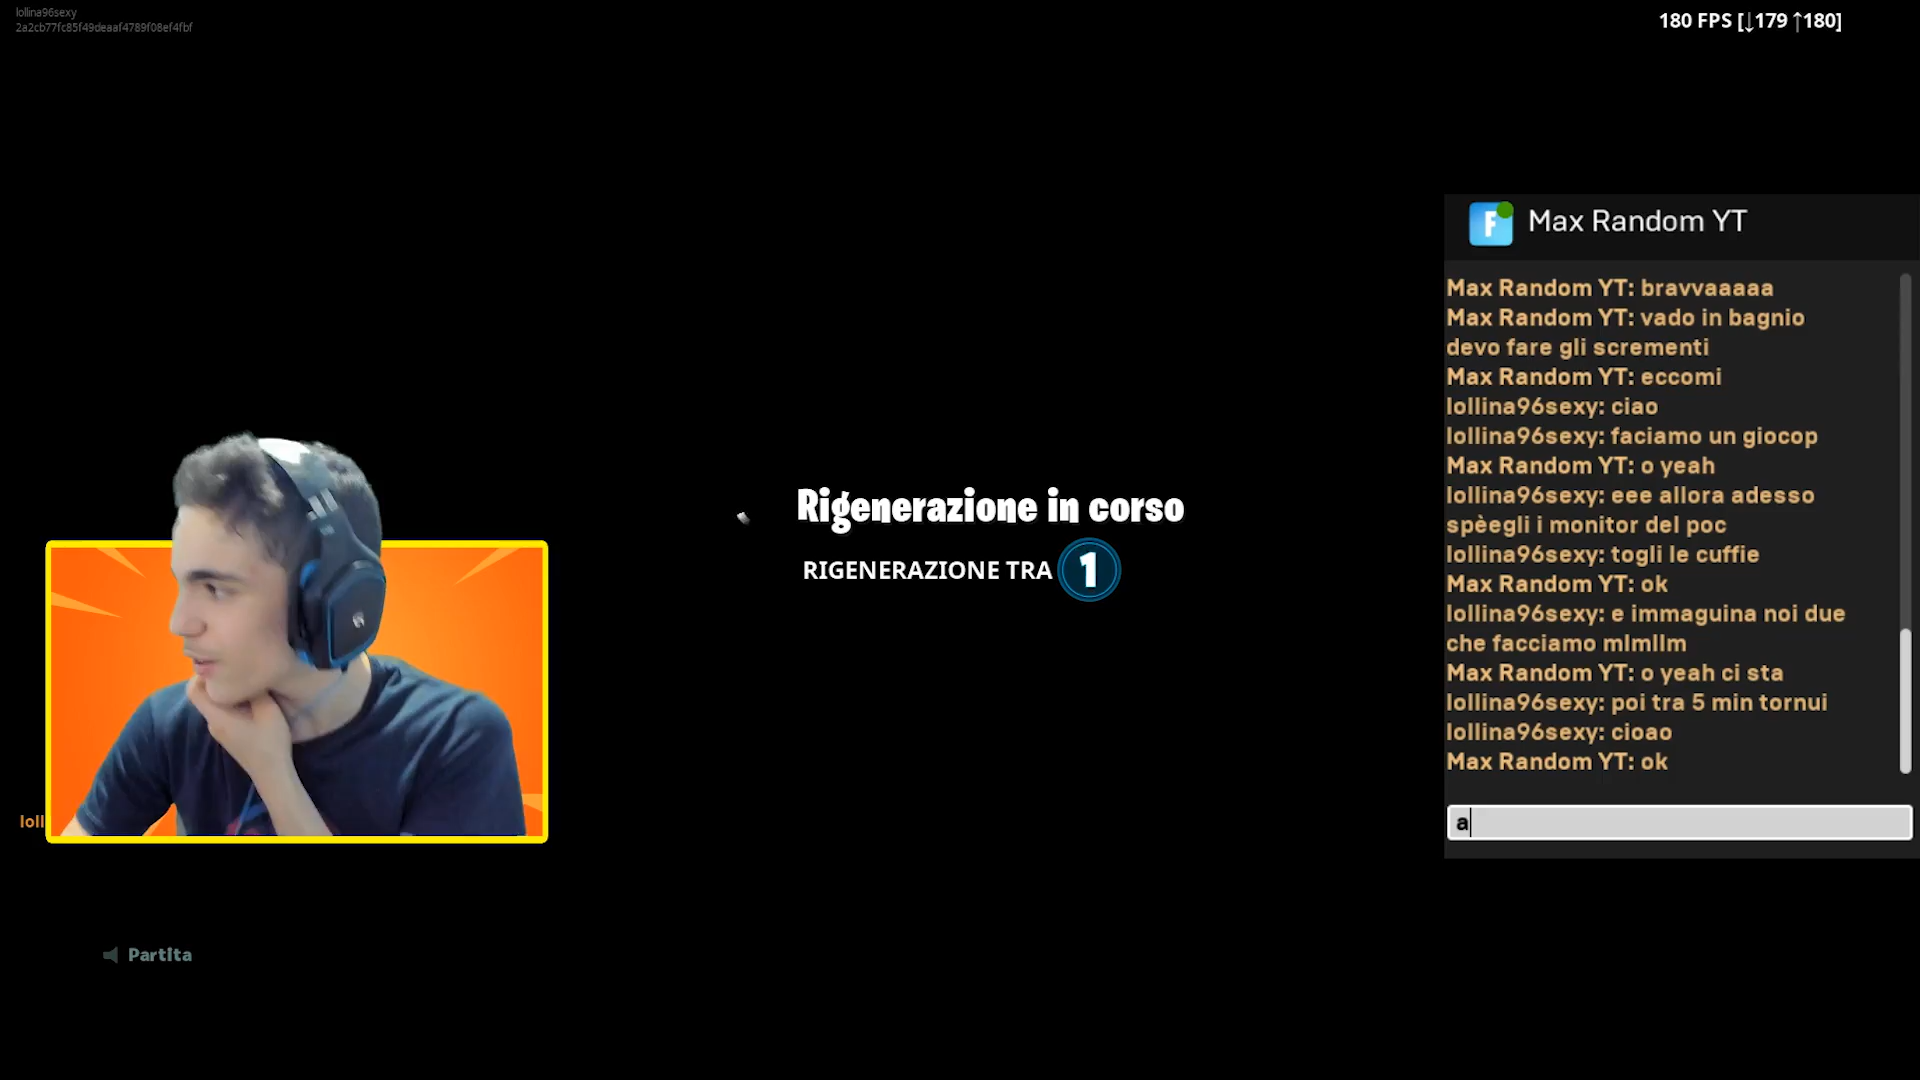 lollina96sexy
2a2cb77fc85f49deaaf4789f08ef4fbf
180 FPS [↓179 ↑180]
F
Max Random YT
Max Random YT: bravvaaaaa
Max Random YT: vado in bagnio
devo fare gli scrementi
Max Random YT: eccomi
lollina96sexy: ciao
lollina96sexy: faciamo un giocop
Max Random YT: o yeah
lollina96sexy: eee allora adesso
spèegli i monitor del poc
lollina96sexy: togli le cuffie
Max Random YT: ok
lollina96sexy: e immaguina noi due
che facciamo mlmllm
Max Random YT: o yeah ci sta
lollina96sexy: poi tra 5 min tornui
lollina96sexy: cioao
Max Random YT: ok
a
Rigenerazione in corso
RIGENERAZIONE TRA 1
loll
Partita